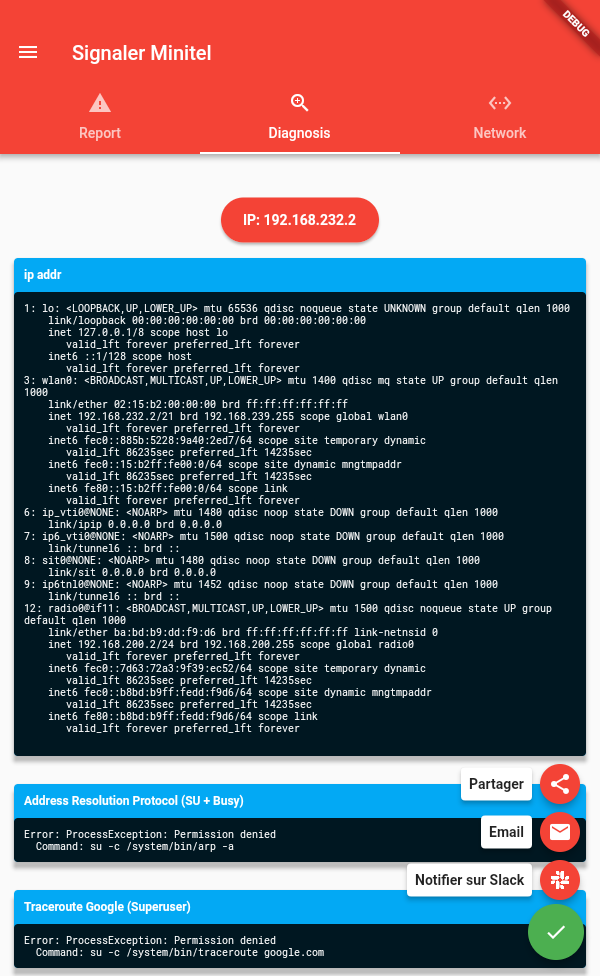 DEBUG
Signaler Minitel
Report
Diagnosis
Network
IP: 192.168.232.2
ip addr
1: lo: <LOOPBACK,UP,LOWER_UP> mtu 65536 qdisc noqueue state UNKNOWN group default qlen 1000
    link/loopback 00:00:00:00:00:00 brd 00:00:00:00:00:00
    inet 127.0.0.1/8 scope host lo
       valid_lft forever preferred_lft forever
    inet6 ::1/128 scope host
       valid_lft forever preferred_lft forever
3: wlan0: <BROADCAST,MULTICAST,UP,LOWER_UP> mtu 1400 qdisc mq state UP group default qlen
1000
    link/ether 02:15:b2:00:00:00 brd ff:ff:ff:ff:ff:ff
    inet 192.168.232.2/21 brd 192.168.239.255 scope global wlan0
       valid_lft forever preferred_lft forever
    inet6 fec0::885b:5228:9a40:2ed7/64 scope site temporary dynamic
       valid_lft 86235sec preferred_lft 14235sec
    inet6 fec0::15:b2ff:fe00:0/64 scope site dynamic mngtmpaddr
       valid_lft 86235sec preferred_lft 14235sec
    inet6 fe80::15:b2ff:fe00:0/64 scope link
       valid_lft forever preferred_lft forever
6: ip_vti0@NONE: <NOARP> mtu 1480 qdisc noop state DOWN group default qlen 1000
    link/ipip 0.0.0.0 brd 0.0.0.0
7: ip6_vti0@NONE: <NOARP> mtu 1500 qdisc noop state DOWN group default qlen 1000
    link/tunnel6 :: brd ::
8: sit0@NONE: <NOARP> mtu 1480 qdisc noop state DOWN group default qlen 1000
    link/sit 0.0.0.0 brd 0.0.0.0
9: ip6tnl0@NONE: <NOARP> mtu 1452 qdisc noop state DOWN group default qlen 1000
    link/tunnel6 :: brd ::
12: radio0@if11: <BROADCAST,MULTICAST,UP,LOWER_UP> mtu 1500 qdisc noqueue state UP group
default qlen 1000
    link/ether ba:bd:b9:dd:f9:d6 brd ff:ff:ff:ff:ff:ff link-netnsid 0
    inet 192.168.200.2/24 brd 192.168.200.255 scope global radio0
       valid_lft forever preferred_lft forever
    inet6 fec0::7d63:72a3:9f39:ec52/64 scope site temporary dynamic
       valid_lft 86235sec preferred_lft 14235sec
    inet6 fec0::b8bd:b9ff:fedd:f9d6/64 scope site dynamic mngtmpaddr
       valid_lft 86235sec preferred_lft 14235sec
    inet6 fe80::b8bd:b9ff:fedd:f9d6/64 scope link
       valid_lft forever preferred_lft forever
Partager
Address Resolution Protocol (SU + Busy)
Email
Error: ProcessException: Permission denied
  Command: su -c /system/bin/arp -a
Notifier sur Slack
Traceroute Google (Superuser)
Error: ProcessException: Permission denied
  Command: su -c /system/bin/traceroute google.com